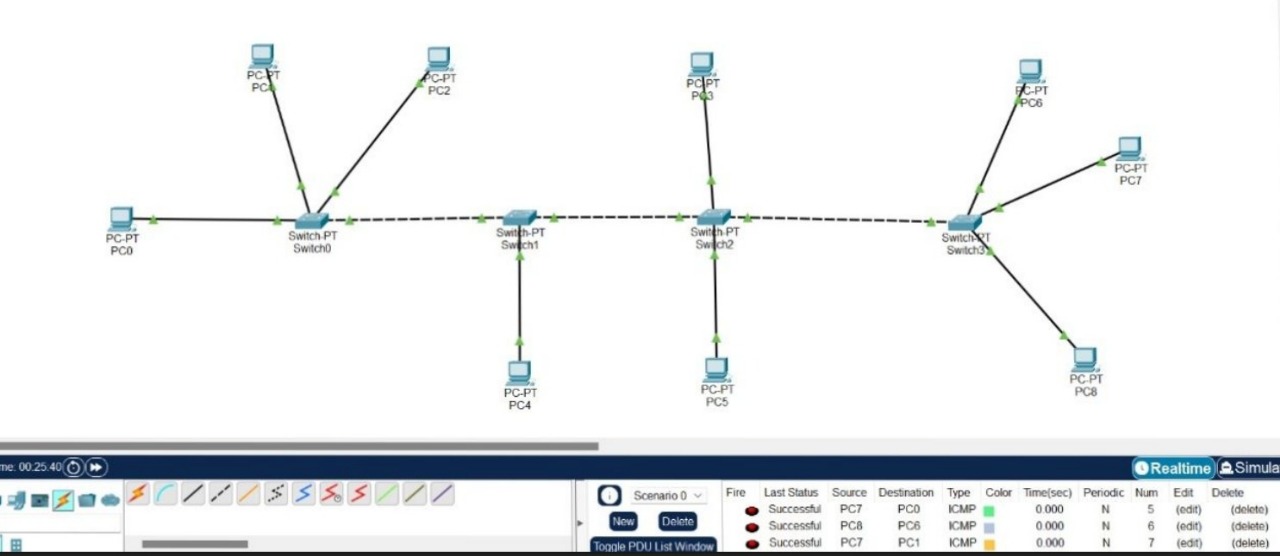 PC-PT
PC-PT
PC2
PC-PT
PC-PT
PC6
PC-PT
PC7
PC-PT
PC0
Switch-PT
Switch0
Switch-PT
Switch1
Switch-PT
Switch2
Switch-PT
Switch3
PC-PT
PC4
PC-PT
PC5
PC-PT
PC8
me: 00:25:40
Realtime
Simula
Scenario 0
New
Delete
Toggle PDU List Window
Fire Last Status Source Destination Type Color Time(sec) Periodic Num Edit Delete
Successful PC7 PC0 ICMP 0.000 N 5 (edit) (delete)
Successful PC8 PC6 ICMP 0.000 N 6 (edit) (delete)
Successful PC7 PC1 ICMP 0.000 N 7 (edit) (delete)